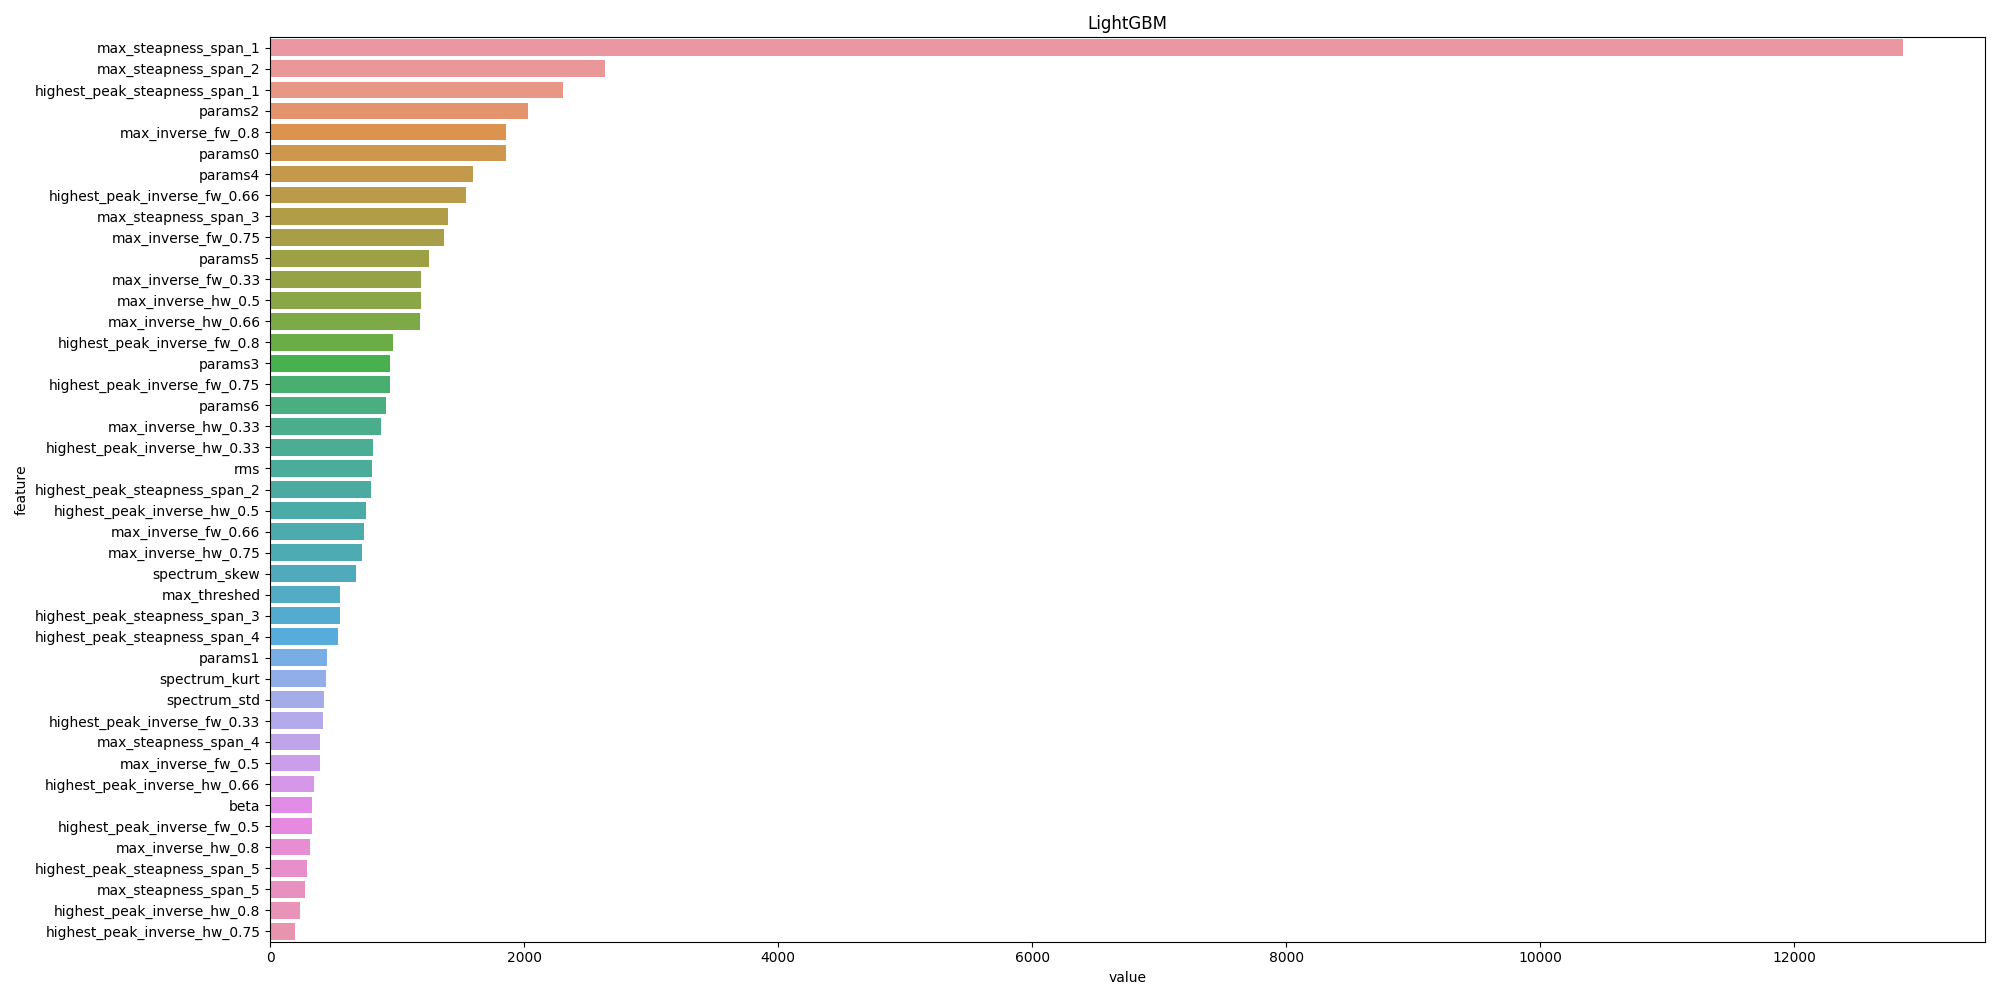 LightGBM
max_steapness_span_1
max_steapness_span_2
highest_peak_steapness_span_1
params2
max_inverse_fw_0.8
params0
params4
highest_peak_inverse_fw_0.66
max_steapness_span_3
max_inverse_fw_0.75
params5
max_inverse_fw_0.33
max_inverse_hw_0.5
max_inverse_hw_0.66
highest_peak_inverse_fw_0.8
params3
highest_peak_inverse_fw_0.75
params6
max_inverse_hw_0.33
highest_peak_inverse_hw_0.33
rms
highest_peak_steapness_span_2
highest_peak_inverse_hw_0.5
max_inverse_fw_0.66
max_inverse_hw_0.75
spectrum_skew
max_threshed
highest_peak_steapness_span_3
highest_peak_steapness_span_4
params1
spectrum_kurt
spectrum_std
highest_peak_inverse_fw_0.33
max_steapness_span_4
max_inverse_fw_0.5
highest_peak_inverse_hw_0.66
beta
highest_peak_inverse_fw_0.5
max_inverse_hw_0.8
highest_peak_steapness_span_5
max_steapness_span_5
highest_peak_inverse_hw_0.8
highest_peak_inverse_hw_0.75
feature
0 2000 4000 6000 8000 10000 12000
value